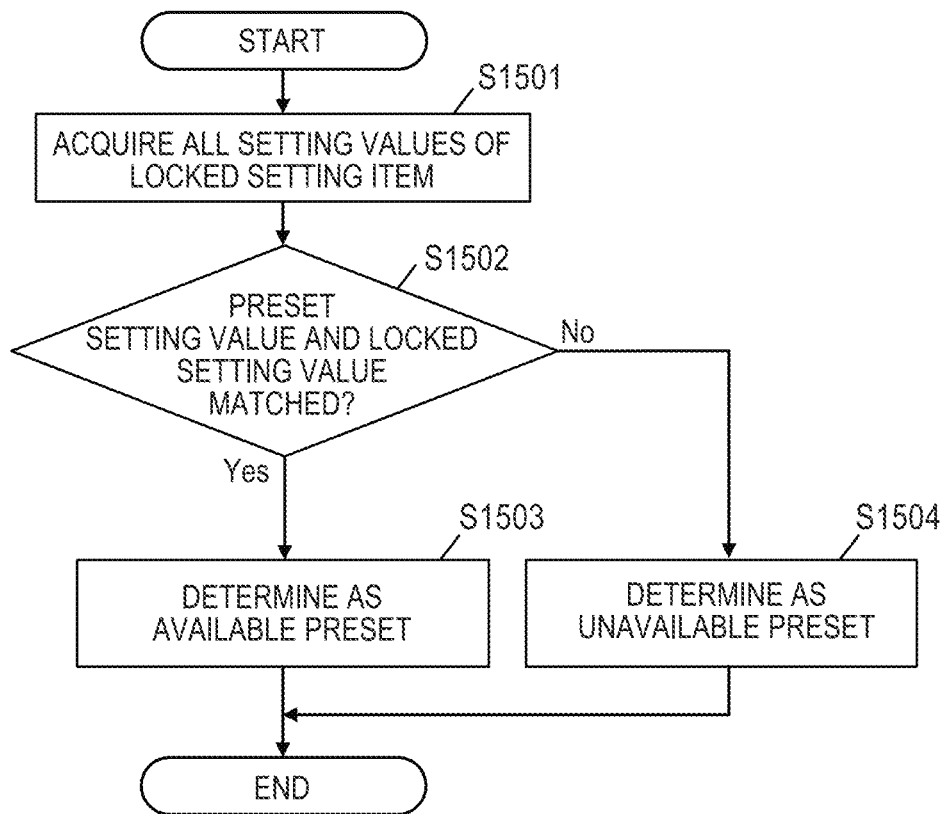 START
S1501
ACQUIRE ALL SETTING VALUES OF
LOCKED SETTING ITEM
S1502
PRESET
SETTING VALUE AND LOCKED
SETTING VALUE
MATCHED?
No
Yes
S1503
DETERMINE AS
AVAILABLE PRESET
S1504
DETERMINE AS
UNAVAILABLE PRESET
END